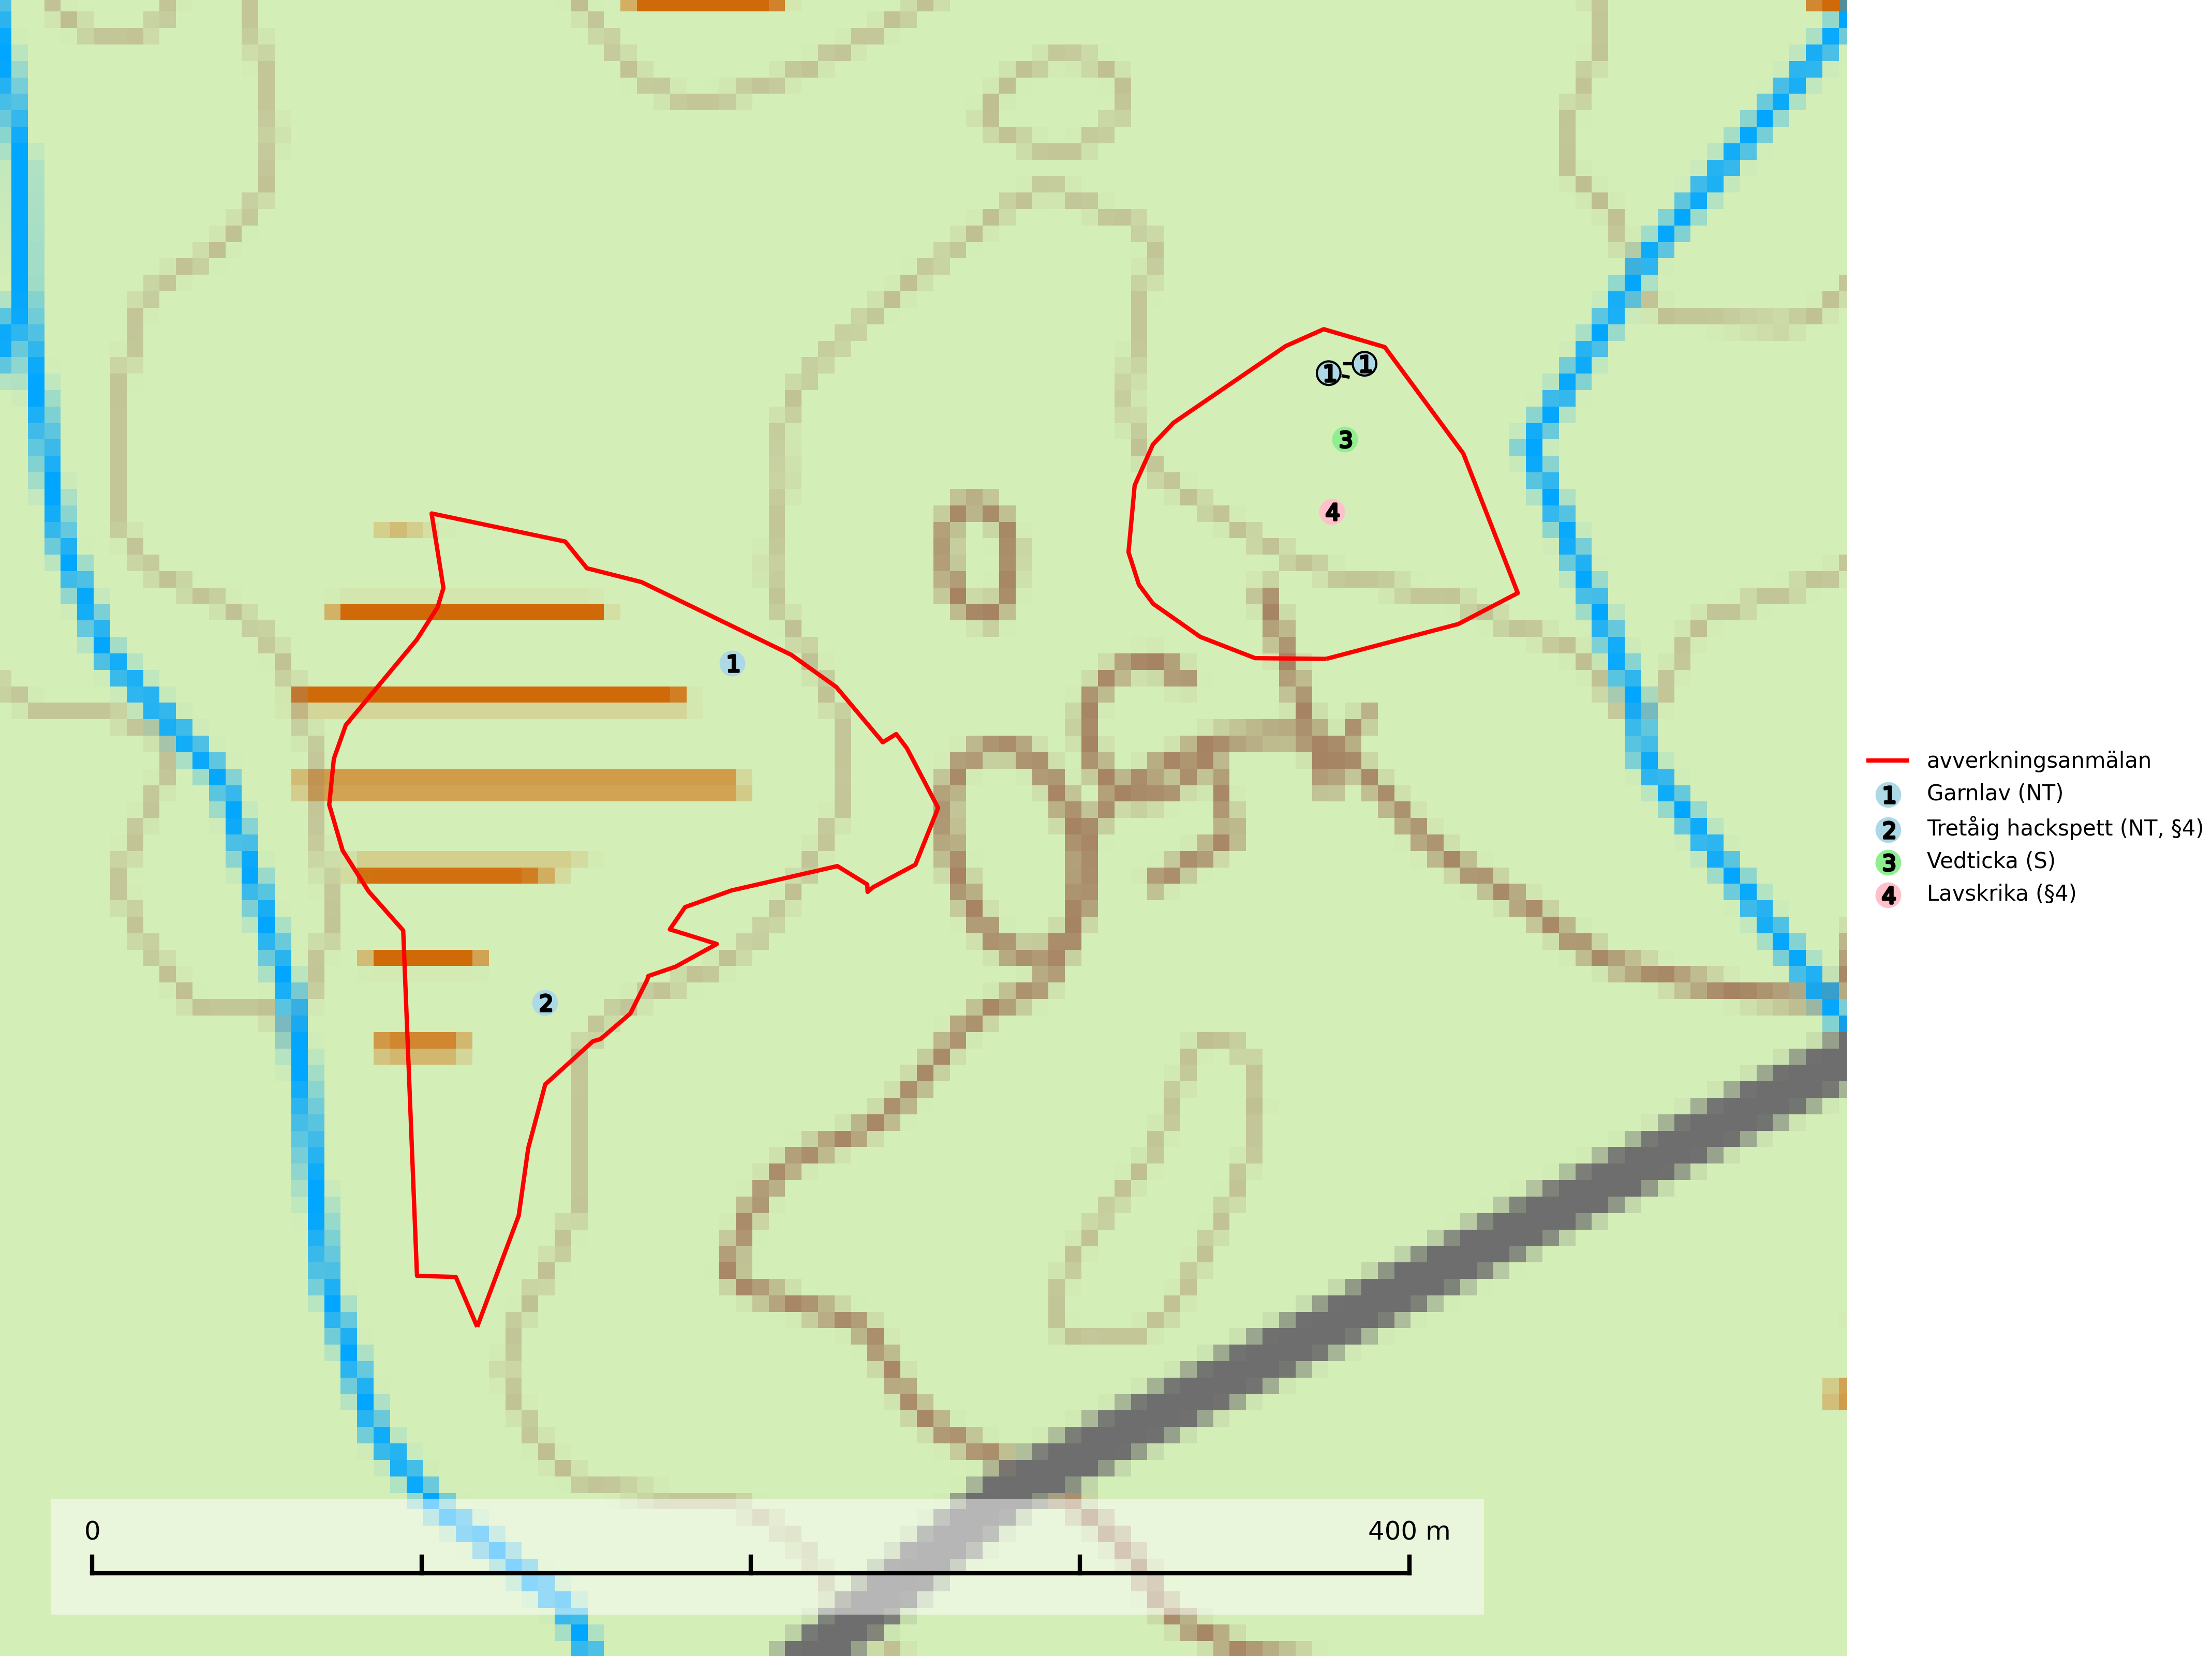 1
1
3
4
1
2
avverkningsanmälan
1 Garnlav (NT)
2 Tretåig hackspett (NT, §4)
3 Vedticka (S)
4 Lavskrika (§4)
0 400 m